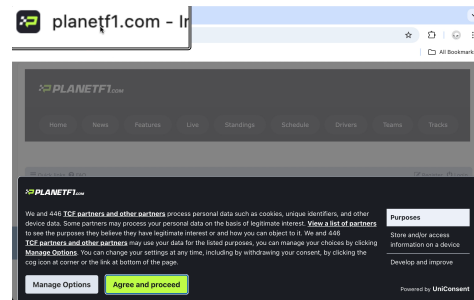 planetf1.com - In
All Bookmark
PLANETF1.COM
Home News Features Live Standings Schedule Drivers Teams Tracks
PLANETF1.COM
We and 446 TCF partners and other partners process personal data such as cookies, unique identifiers, and other
device data. Some partners may process your personal data on the basis of legitimate interest. View a list of partners
to see the purposes they believe they have legitimate interest or and how you can object to it. We and 446
TCF partners and other partners may use your data for the listed purposes, you can manage your choices by clicking
Manage Options. You can change your settings at any time, including by withdrawing your consent, by clicking the
cog icon at corner or the link at bottom of the page.
Manage Options Agree and proceed
Purposes
Store and/or access
information on a device
Develop and improve
Powered by UniConsent